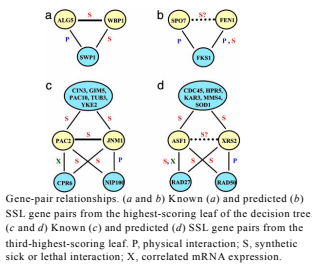 a
b
ALG5
S
WBP1
SPO7
S?
FEN1
P
S
P
P, S
SWP1
FKS1
c
d
CIN3, GIM5,
PAC10, TUB3,
YKE2
CDC45, HPR5,
KAR3, MMS4,
SOD1
S
S
S
S
PAC2
S
JNM1
ASF1
S?
XRS2
X
S
S
P
S, X
S
S
P
CPR6
NIP100
RAD27
RAD50
Gene-pair relationships. (a and b) Known (a) and predicted (b)
SSL gene pairs from the highest-scoring leaf of the decision tree.
(c and d) Known (c) and predicted (d) SSL gene pairs from the
third-highest-scoring leaf. P, physical interaction; S, synthetic
sick or lethal interaction; X, correlated mRNA expression.